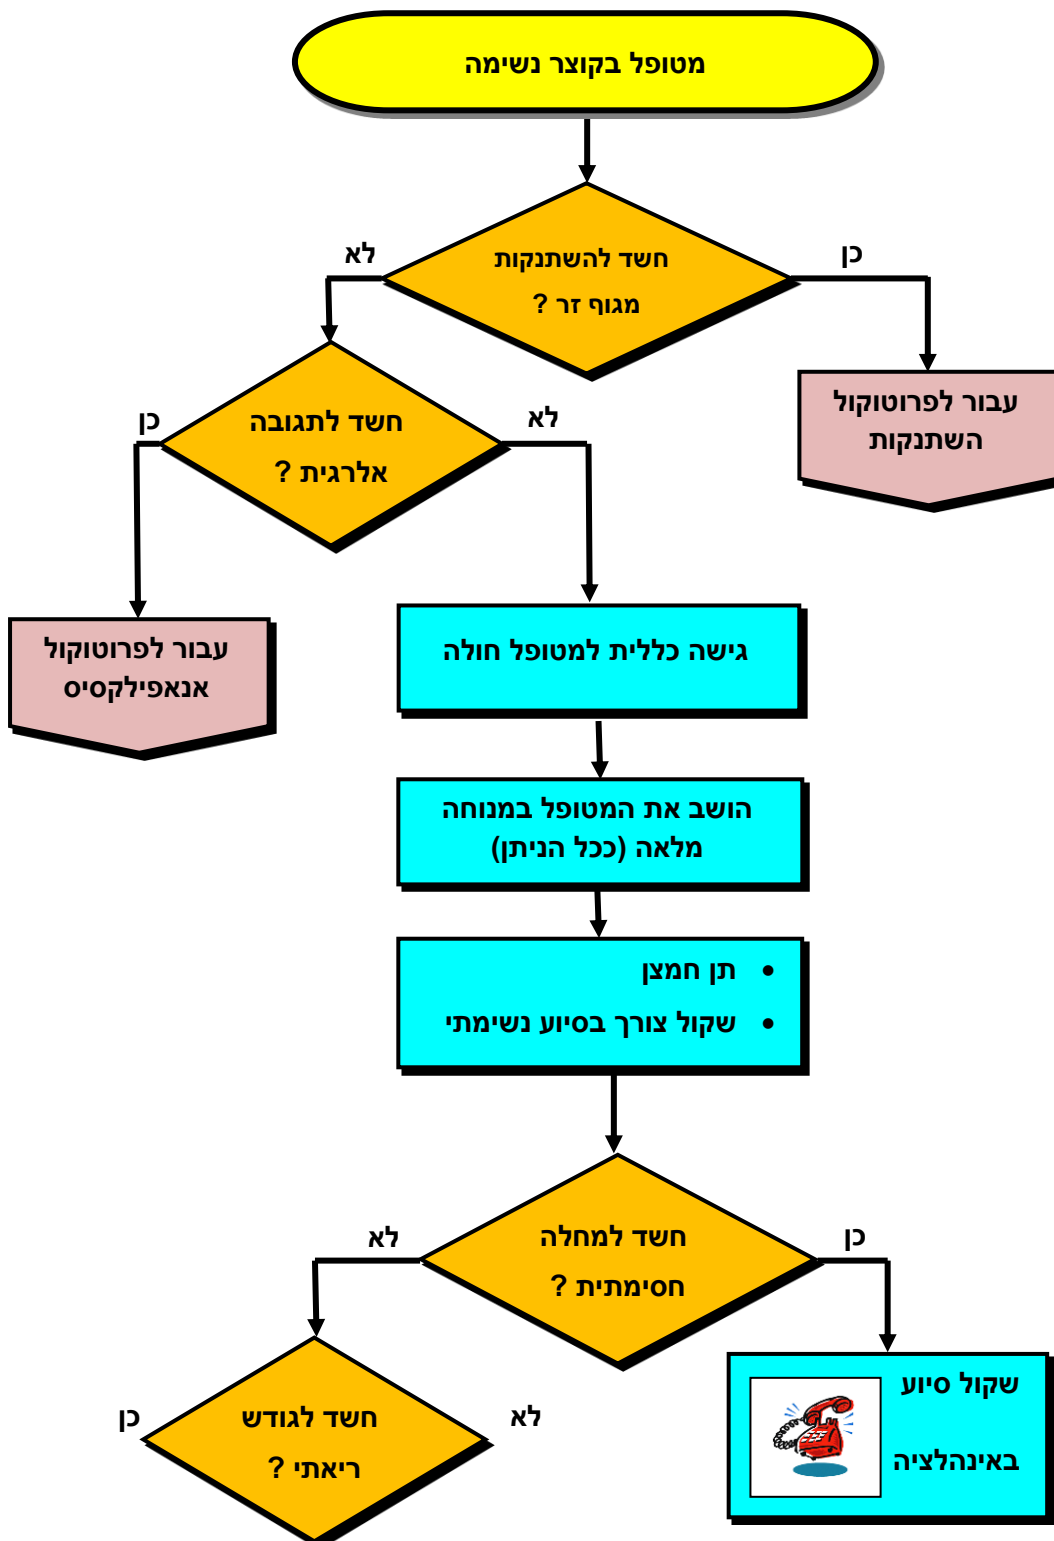 מטופל בקוצר נשימה
חשד להשתנקות
מגוף זר ?
כן
לא
עבור לפרוטוקול
השתנקות
חשד לתגובה
אלרגית ?
לא
כן
עבור לפרוטוקול
אנאפילקסיס
גישה כללית למטופל חולה
הושב את המטופל במנוחה
מלאה (ככל הניתן)
• תן חמצן
• שקול צורך בסיוע נשימתי
חשד למחלה
חסימתית ?
כן
לא
שקול סיוע
באינהלציה
חשד לגודש
ריאתי ?
לא
כן